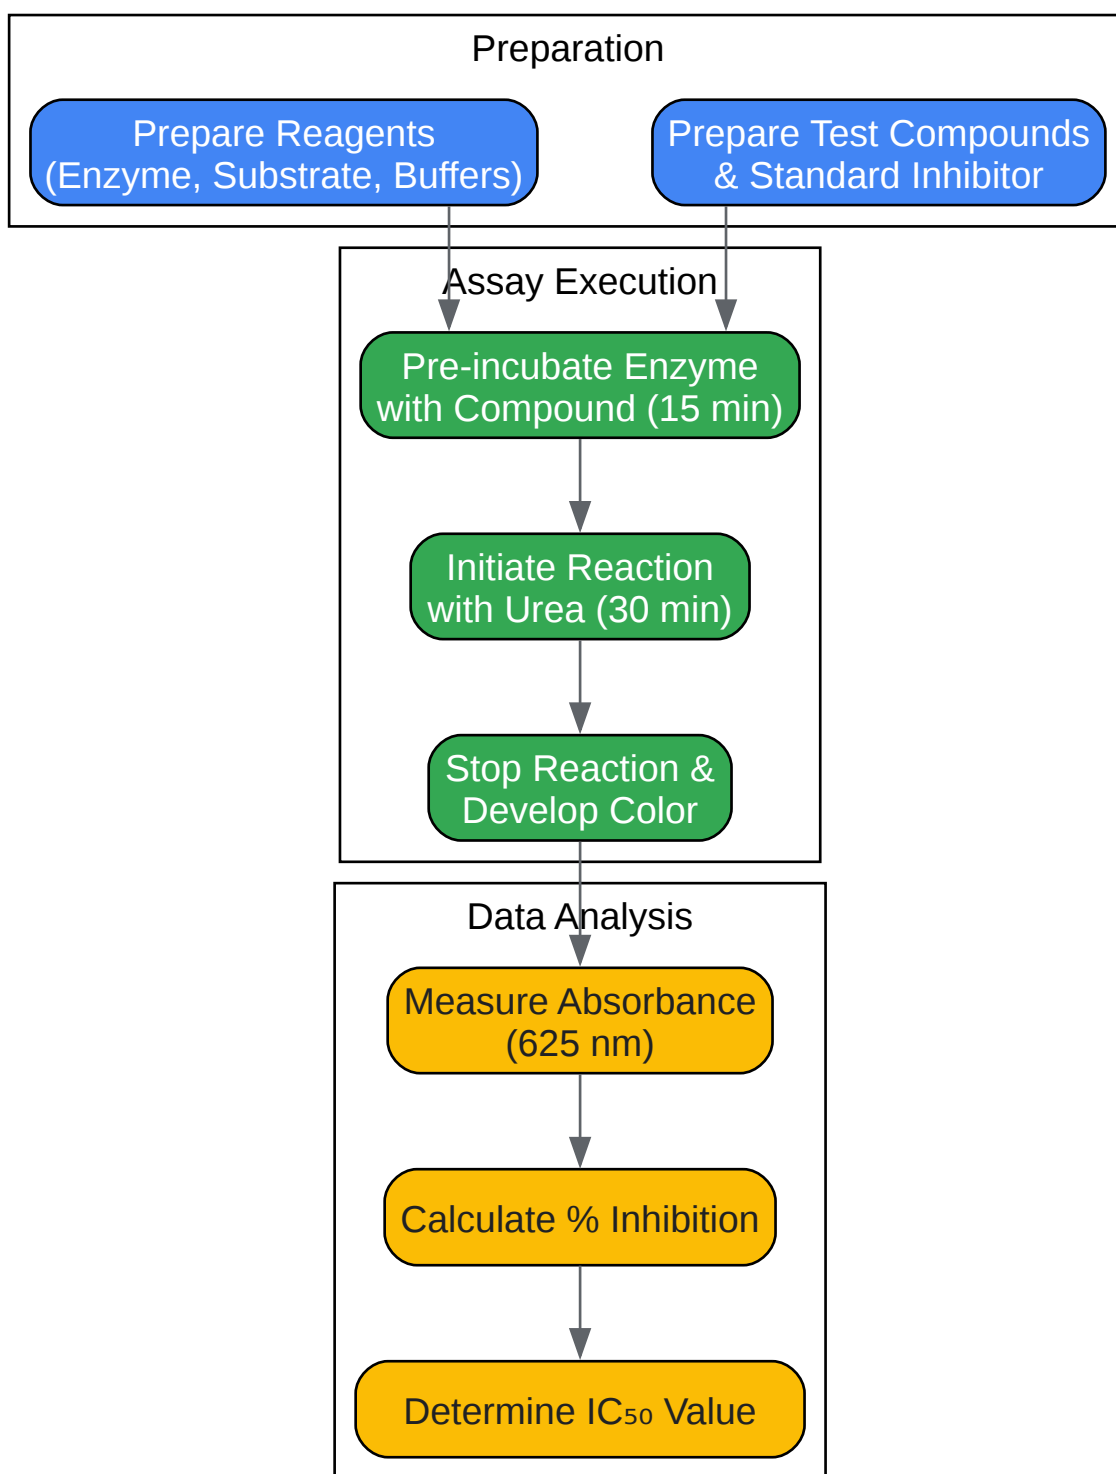 Preparation
Prepare Reagents
(Enzyme, Substrate, Buffers)
Prepare Test Compounds
& Standard Inhibitor
Assay Execution
Pre-incubate Enzyme
with Compound (15 min)
Initiate Reaction
with Urea (30 min)
Stop Reaction &
Develop Color
Data Analysis
Measure Absorbance
(625 nm)
Calculate % Inhibition
Determine IC₅₀ Value